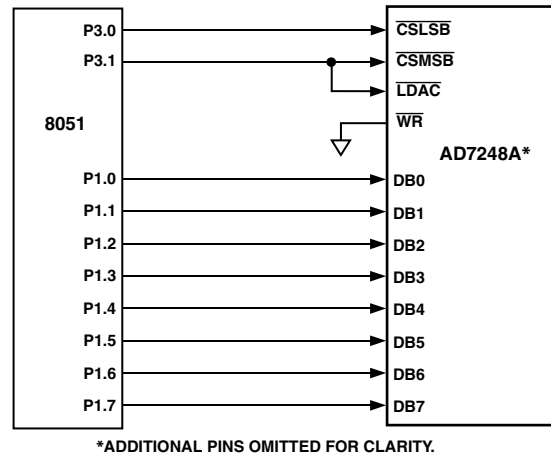 P3.0
P3.1
8051
P1.0
P1.1
P1.2
P1.3
P1.4
P1.5
P1.6
P1.7
CSLSB
CSMSB
LDAC
WR
AD7248A*
DB0
DB1
DB2
DB3
DB4
DB5
DB6
DB7
*ADDITIONAL PINS OMITTED FOR CLARITY.